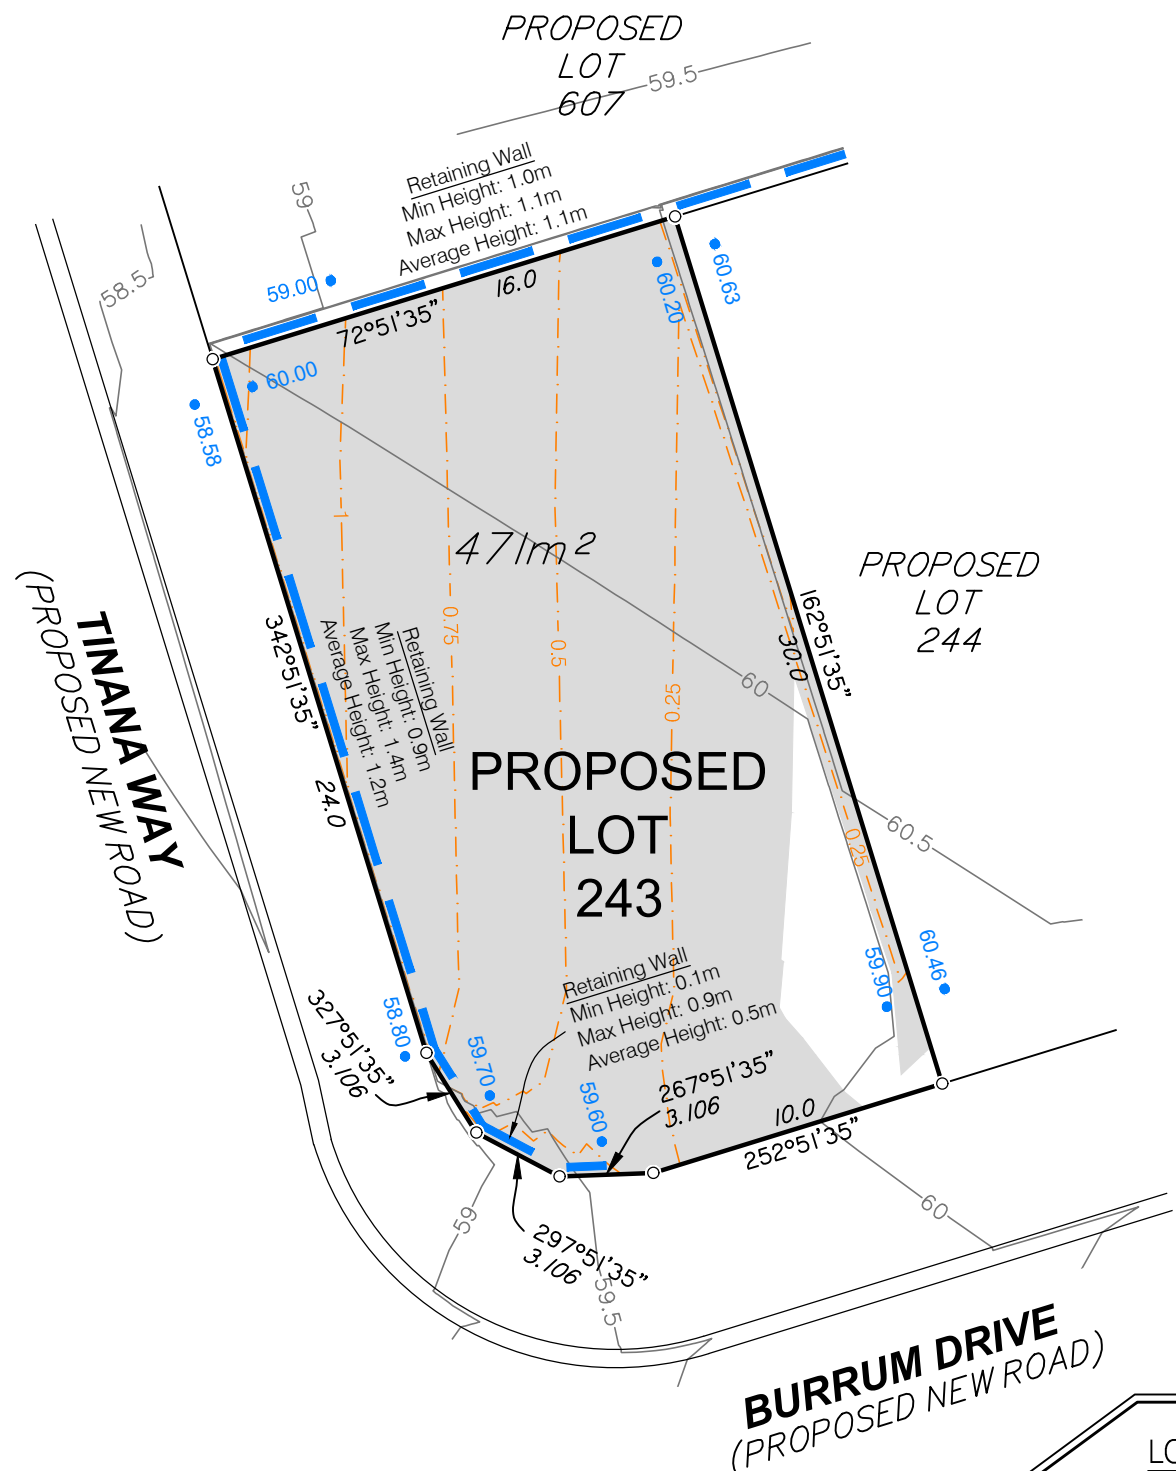 PROPOSED
LOT
607
59.5
59
Retaining Wall
Min Height: 1.0m
Max Height: 1.1m
Average Height: 1.1m
58.5
59.00
16.0
72°51'35"
60.20
60.63
60.00
58.58
1
471m²
PROPOSED
LOT
244
162°51'35"
30.0
0.75
0.5
0.25
60
342°51'35"
24.0
Retaining Wall
Min Height: 0.9m
Max Height: 1.4m
Average Height: 1.2m
TINANA WAY
(PROPOSED NEW ROAD)
PROPOSED
LOT
243
60.5
0.25
60.46
59.90
Retaining Wall
Min Height: 0.1m
Max Height: 0.9m
Average Height: 0.5m
58.80
327°51'35"
3.106
59.70
59.60
267°51'35"
3.106
10.0
252°51'35"
59
60
297°51'35"
3.106
59.5
BURRUM DRIVE
(PROPOSED NEW ROAD)
LO